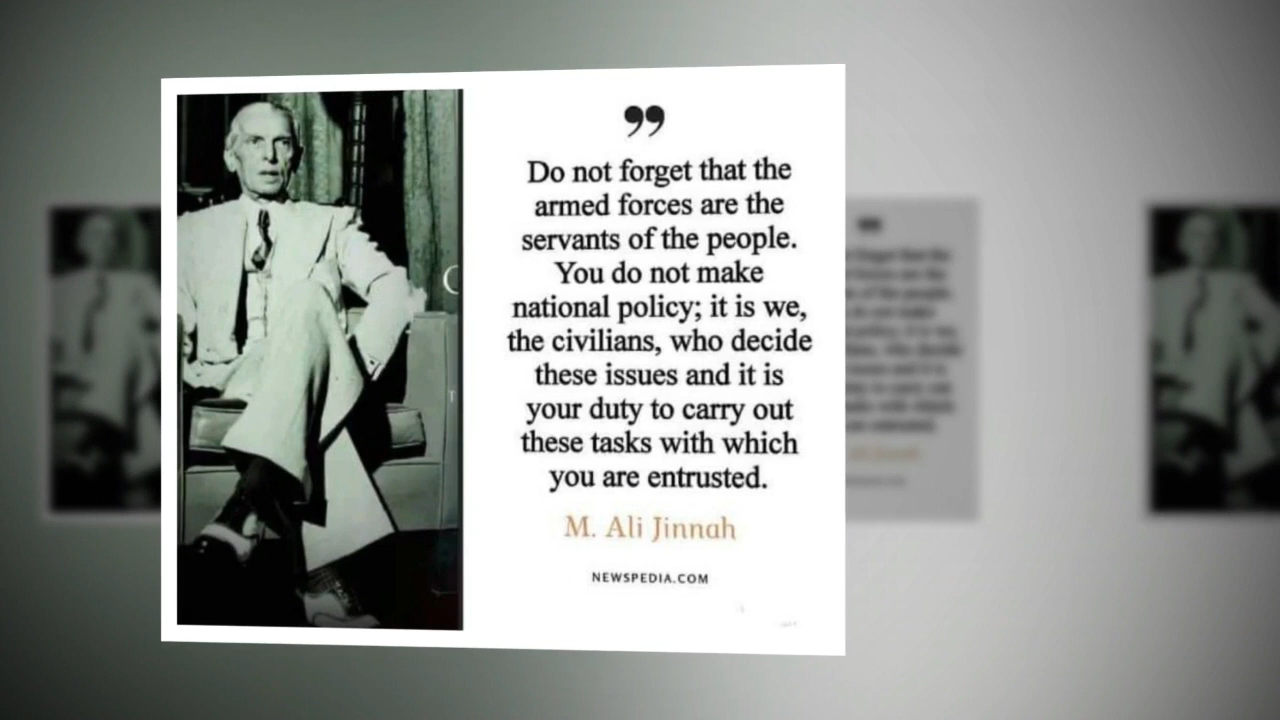 Do not forget that the
armed forces are the
servants of the people.
You do not make
national policy; it is we,
the civilians, who decide
these issues and it is
your duty to carry out
these tasks with which
you are entrusted.
M. Ali Jinnah
NEWSPEDIA.COM